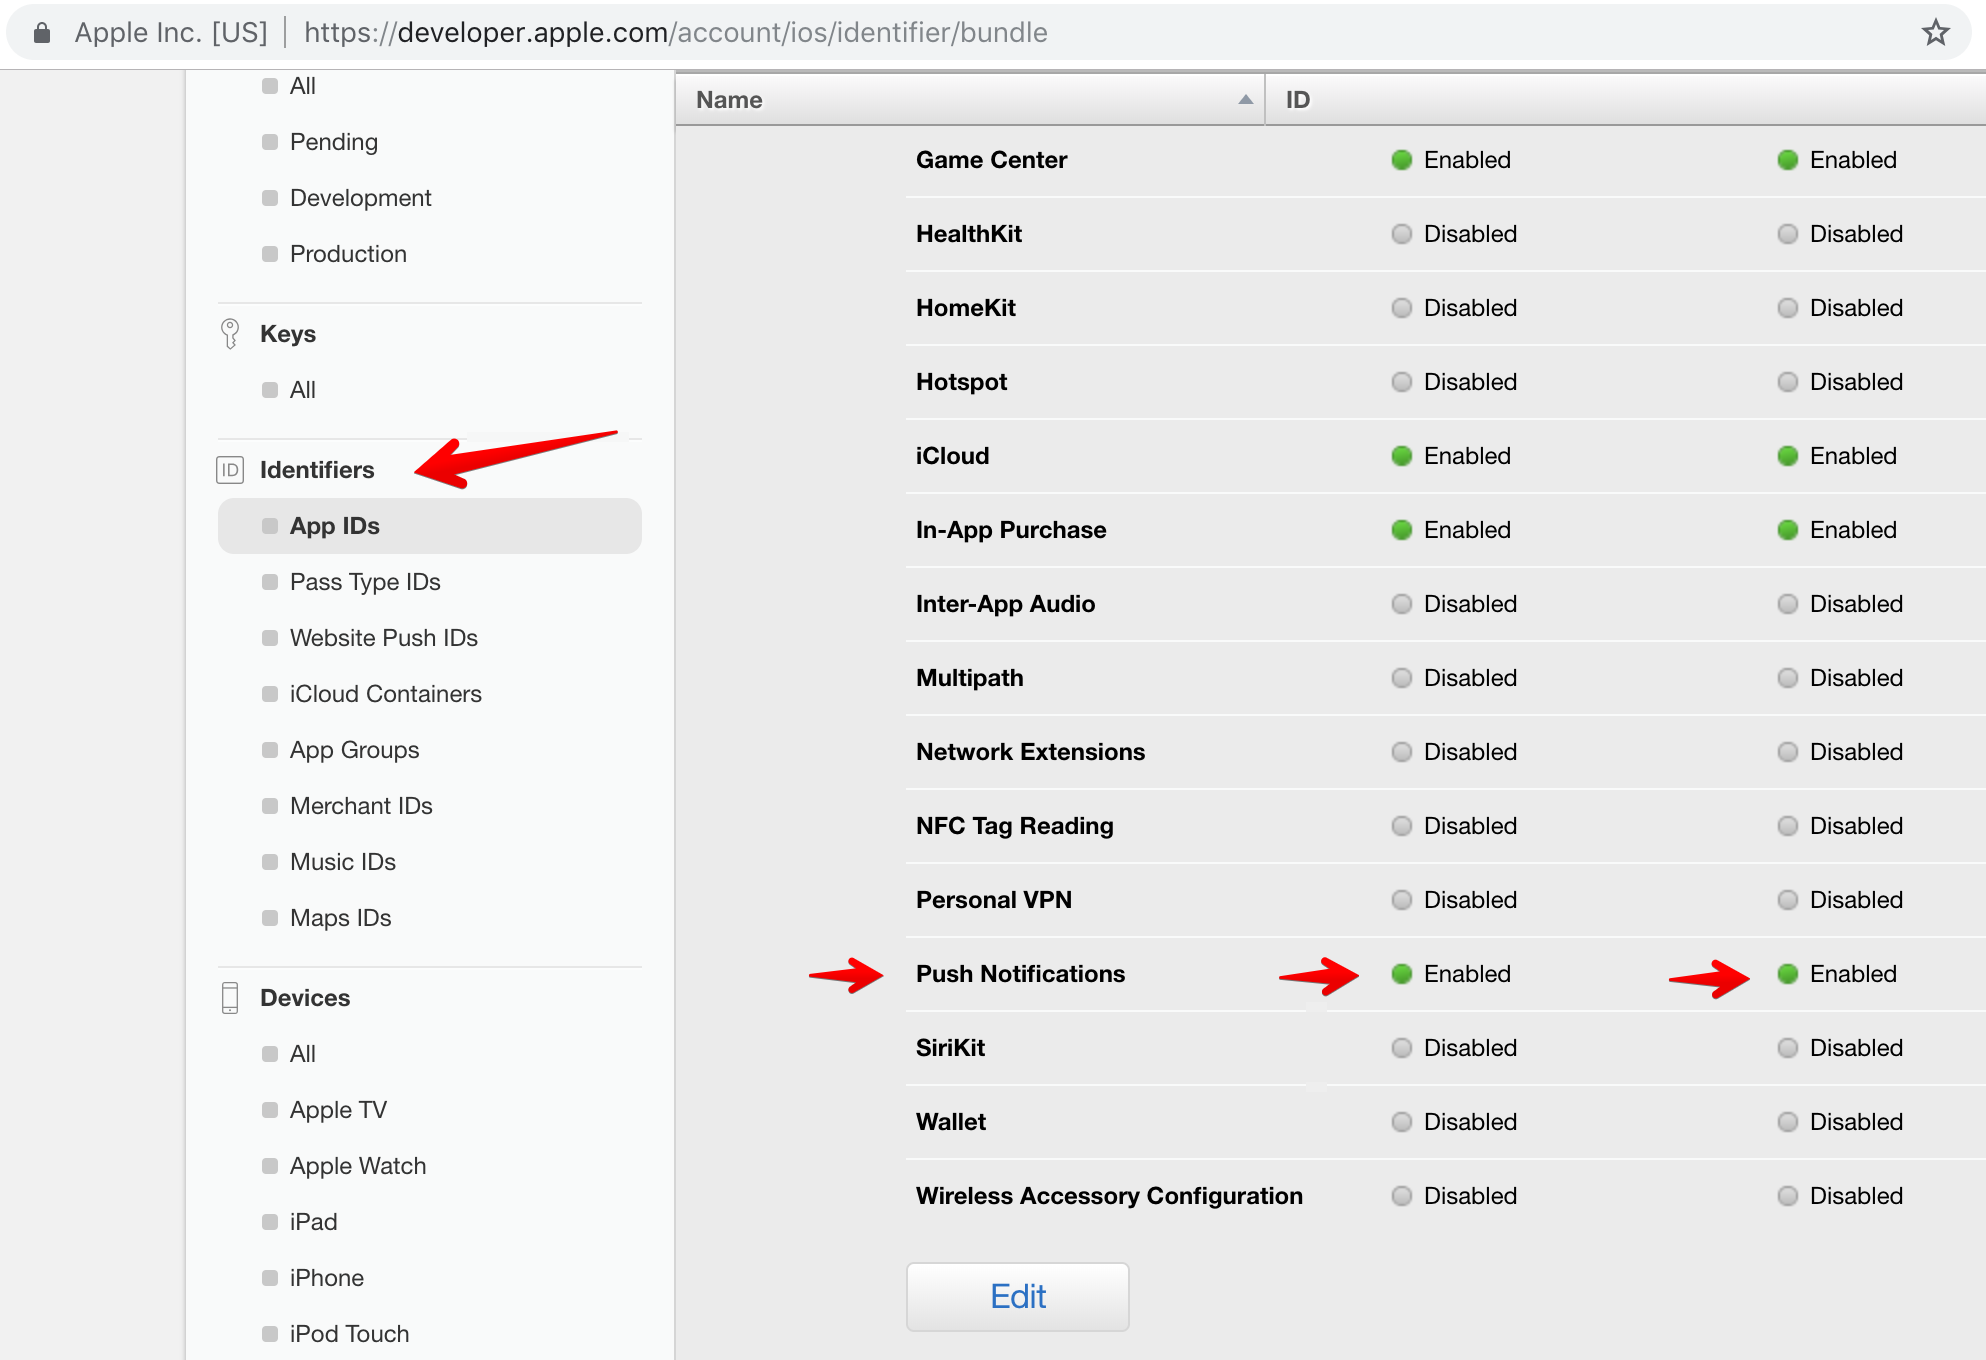 Apple Inc. [US] | https://developer.apple.com/account/ios/identifier/bundle
All
Pending
Development
Production
Keys
All
ID Identifiers
App IDs
Pass Type IDs
Website Push IDs
iCloud Containers
App Groups
Merchant IDs
Music IDs
Maps IDs
Devices
All
Apple TV
Apple Watch
iPad
iPhone
iPod Touch
Name ID
Game Center Enabled Enabled
HealthKit Disabled Disabled
HomeKit Disabled Disabled
Hotspot Disabled Disabled
iCloud Enabled Enabled
In-App Purchase Enabled Enabled
Inter-App Audio Disabled Disabled
Multipath Disabled Disabled
Network Extensions Disabled Disabled
NFC Tag Reading Disabled Disabled
Personal VPN Disabled Disabled
Push Notifications Enabled Enabled
SiriKit Disabled Disabled
Wallet Disabled Disabled
Wireless Accessory Configuration Disabled Disabled
Edit